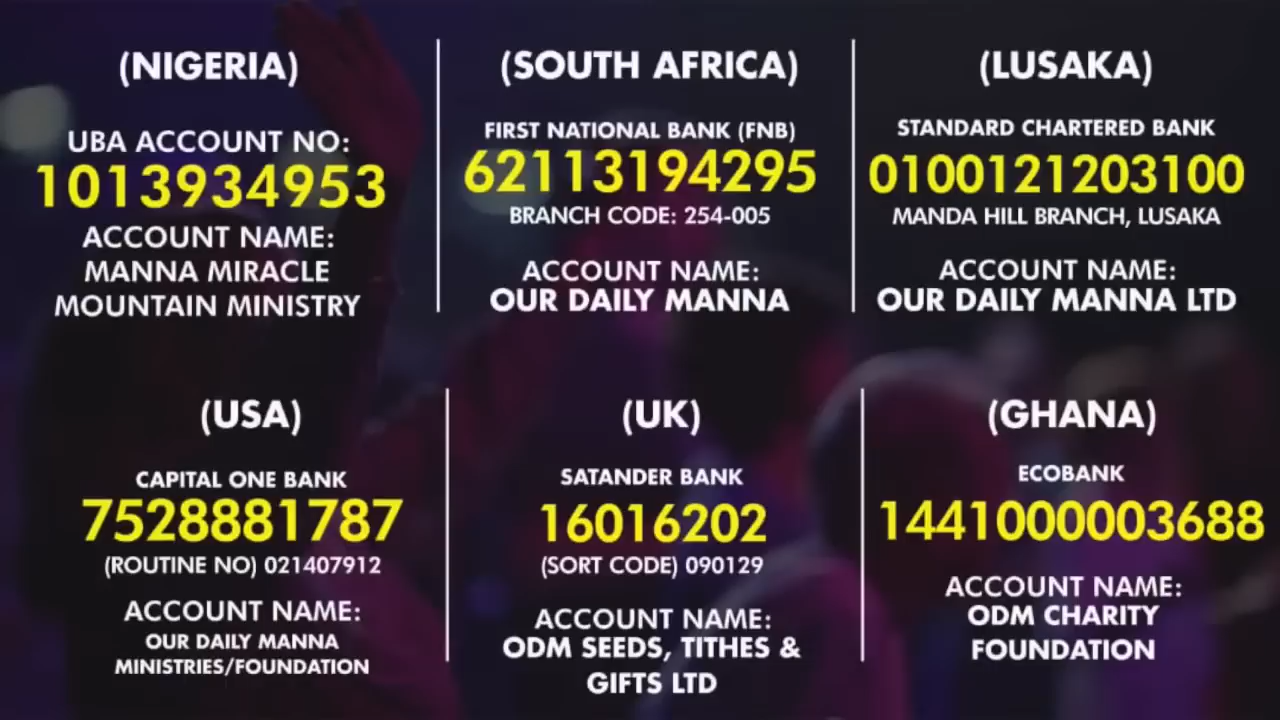 (NIGERIA)
UBA ACCOUNT NO:
1013934953
ACCOUNT NAME:
MANNA MIRACLE
MOUNTAIN MINISTRY
(SOUTH AFRICA)
FIRST NATIONAL BANK (FNB)
62113194295
BRANCH CODE: 254-005
ACCOUNT NAME:
OUR DAILY MANNA
(LUSAKA)
STANDARD CHARTERED BANK
0100121203100
MANDA HILL BRANCH, LUSAKA
ACCOUNT NAME:
OUR DAILY MANNA LTD
(USA)
CAPITAL ONE BANK
7528881787
(ROUTINE NO) 021407912
ACCOUNT NAME:
OUR DAILY MANNA
MINISTRIES/FOUNDATION
(UK)
SATANDER BANK
16016202
(SORT CODE) 090129
ACCOUNT NAME:
ODM SEEDS, TITHES &
GIFTS LTD
(GHANA)
ECOBANK
1441000003688
ACCOUNT NAME:
ODM CHARITY
FOUNDATION